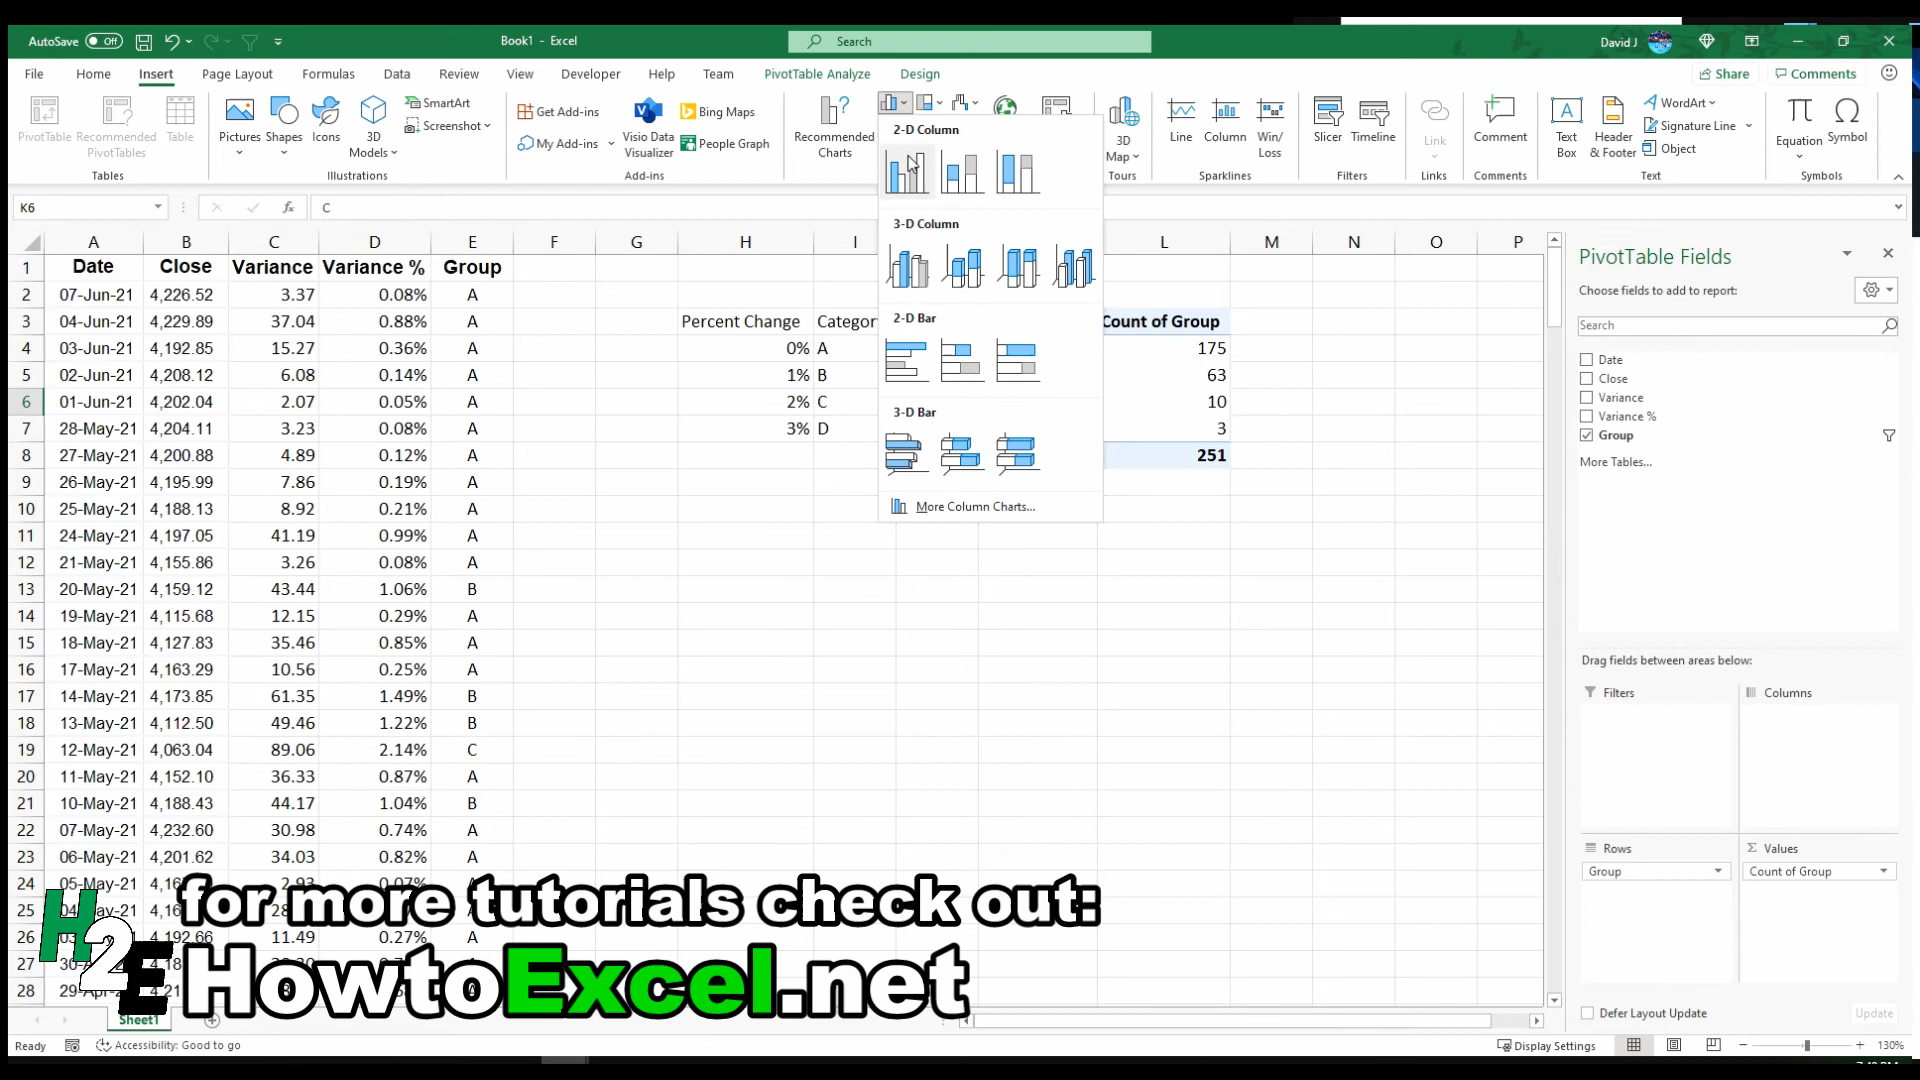 AutoSave Off Book1 - Excel Search David J
File Home Insert Page Layout Formulas Data Review View Developer Help Team PivotTable Analyze Design Share Comments
PivotTable Recommended PivotTables Table Pictures Shapes Icons 3D Models SmartArt Screenshot Get Add-ins My Add-ins Visio Data Visualizer Bing Maps People Graph Recommended Charts 3D Map Line Column Win/Loss Slicer Timeline Link Comment Text Box Header & Footer WordArt Signature Line Object Equation Symbol
Tables Illustrations Add-ins Tours Sparklines Filters Links Comments Text Symbols
2-D Column
3-D Column
2-D Bar
3-D Bar
More Column Charts...
K6 fx C
A B C D E F G H I L M N O P
1 Date Close Variance Variance % Group
2 07-Jun-21 4,226.52 3.37 0.08% A
3 04-Jun-21 4,229.89 37.04 0.88% A Percent Change Categor Count of Group
4 03-Jun-21 4,192.85 15.27 0.36% A 0% A 175
5 02-Jun-21 4,208.12 6.08 0.14% A 1% B 63
6 01-Jun-21 4,202.04 2.07 0.05% A 2% C 10
7 28-May-21 4,204.11 3.23 0.08% A 3% D 3
8 27-May-21 4,200.88 4.89 0.12% A 251
9 26-May-21 4,195.99 7.86 0.19% A
10 25-May-21 4,188.13 8.92 0.21% A
11 24-May-21 4,197.05 41.19 0.99% A
12 21-May-21 4,155.86 3.26 0.08% A
13 20-May-21 4,159.12 43.44 1.06% B
14 19-May-21 4,115.68 12.15 0.29% A
15 18-May-21 4,127.83 35.46 0.85% A
16 17-May-21 4,163.29 10.56 0.25% A
17 14-May-21 4,173.85 61.35 1.49% B
18 13-May-21 4,112.50 49.46 1.22% B
19 12-May-21 4,063.04 89.06 2.14% C
20 11-May-21 4,152.10 36.33 0.87% A
21 10-May-21 4,188.43 44.17 1.04% B
22 07-May-21 4,232.60 30.98 0.74% A
23 06-May-21 4,201.62 34.03 0.82% A
24
25
26 11.49 0.27% A
27
28
PivotTable Fields
Choose fields to add to report:
Search
Date
Close
Variance
Variance %
Group
More Tables...
Drag fields between areas below:
Filters Columns
Rows Values
Group Count of Group
Defer Layout Update Update
H2E
for more tutorials check out:
HowtoExcel.net
Sheet1
Ready Accessibility: Good to go Display Settings 130%